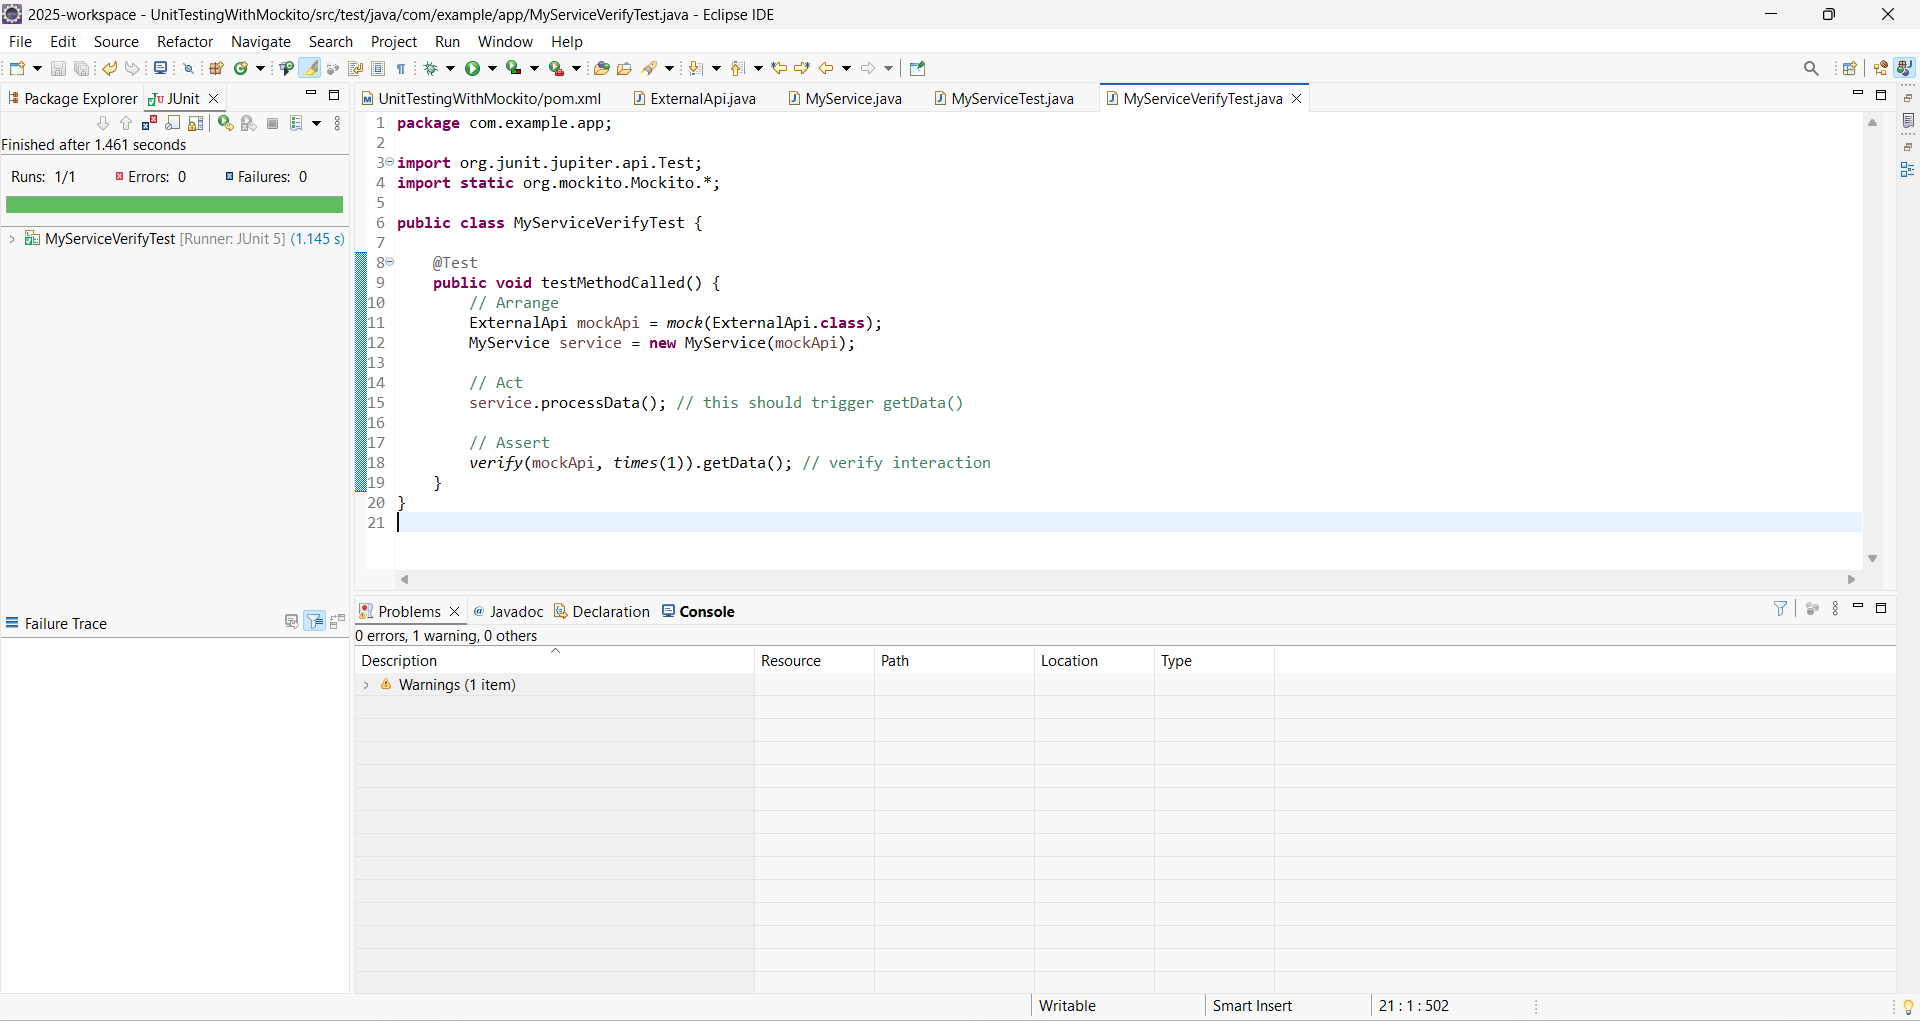 2025-workspace - UnitTestingWithMockito/src/test/java/com/example/app/MyServiceVerifyTest.java - Eclipse IDE
File Edit Source Refactor Navigate Search Project Run Window Help
Package Explorer JUnit
Finished after 1.461 seconds
Runs: 1/1 Errors: 0 Failures: 0
MyServiceVerifyTest [Runner: JUnit 5] (1.145 s)
Failure Trace
UnitTestingWithMockito/pom.xml ExternalApi.java MyService.java MyServiceTest.java MyServiceVerifyTest.java
1 package com.example.app;
2
3 import org.junit.jupiter.api.Test;
4 import static org.mockito.Mockito.*;
5
6 public class MyServiceVerifyTest {
7
8     @Test
9     public void testMethodCalled() {
10         // Arrange
11         ExternalApi mockApi = mock(ExternalApi.class);
12         MyService service = new MyService(mockApi);
13
14         // Act
15         service.processData(); // this should trigger getData()
16
17         // Assert
18         verify(mockApi, times(1)).getData(); // verify interaction
19     }
20 }
21
Problems Javadoc Declaration Console
0 errors, 1 warning, 0 others
Description Resource Path Location Type
Warnings (1 item)
Writable Smart Insert 21 : 1 : 502